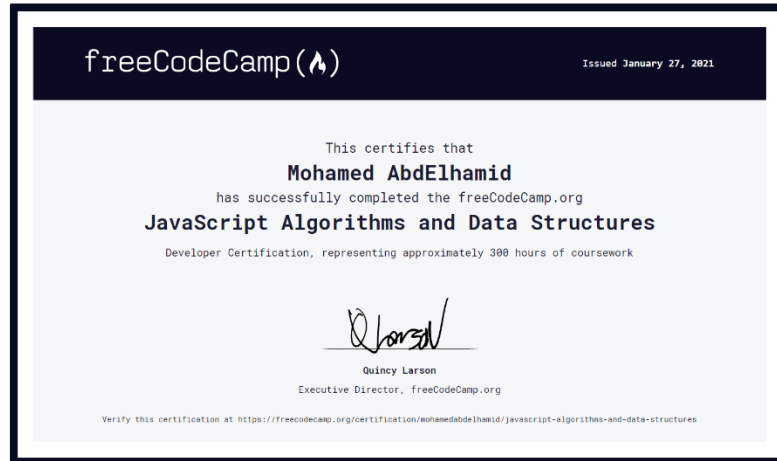 freeCodeCamp(🔥)
Issued January 27, 2021
This certifies that
Mohamed AbdElhamid
has successfully completed the freeCodeCamp.org
JavaScript Algorithms and Data Structures
Developer Certification, representing approximately 300 hours of coursework
Q Larson
Quincy Larson
Executive Director, freeCodeCamp.org
Verify this certification at https://freecodecamp.org/certification/mohamedabdelhamid/javascript-algorithms-and-data-structures